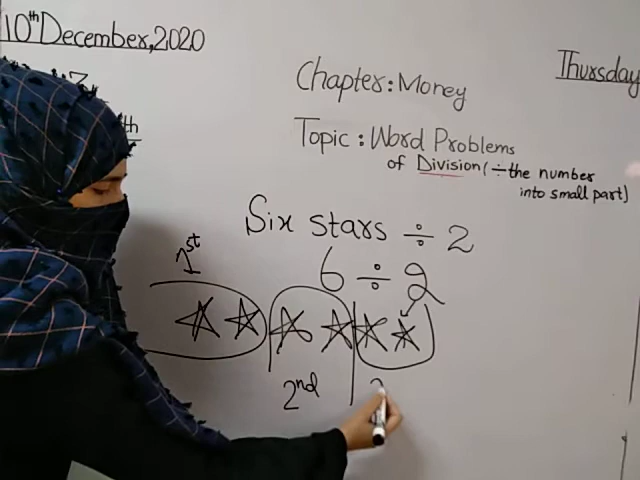 10th December, 2020
Thursday
Chapter: Money
Topic: Word Problems
of Division (÷ the number
into small part)
Six stars ÷ 2
6 ÷ 2
1st
2nd